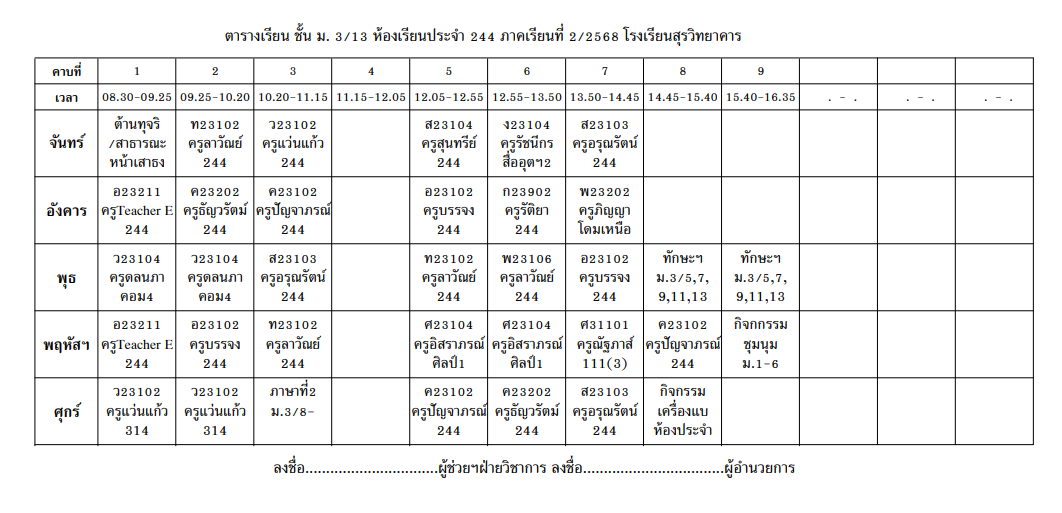 ตารางเรียน ชั้น ม. 3/13 ห้องเรียนประจำ 244 ภาคเรียนที่ 2/2568 โรงเรียนสุรวิทยาคาร
คาบที่ 1 2 3 4 5 6 7 8 9
เวลา 08.30-09.25 09.25-10.20 10.20-11.15 11.15-12.05 12.05-12.55 12.55-13.50 13.50-14.45 14.45-15.40 15.40-16.35 . - . . - . . - .
ต้านทุจริ ท23102 ว23102 ส23104 ง23104 ส23103
จันทร์ /สาธารณะ ครูลาวัณย์ ครูแว่นแก้ว ครูสุนทรีย์ ครูรัชนีกร ครูอรุณรัตน์
หน้าเสาธง 244 244 244 สื่ออุตฯ2 244
อ23211 ค23202 ค23102 อ23102 ก23902 พ23202
อังคาร ครูTeacher E ครูธัญวรัตม์ ครูปัญจาภรณ์ ครูบรรจง ครูรัติยา ครูภิญญา
244 244 244 244 244 โดมเหนือ
ว23104 ว23104 ส23103 ท23102 พ23106 อ23102 ทักษะฯ ทักษะฯ
พุธ ครูดลนภา ครูดลนภา ครูอรุณรัตน์ ครูลาวัณย์ ครูลาวัณย์ ครูบรรจง ม.3/5,7, ม.3/5,7,
คอม4 คอม4 244 244 244 244 9,11,13 9,11,13
อ23211 อ23102 ท23102 ศ23104 ศ23104 ศ31101 ค23102 กิจกกรรม
พฤหัสฯ ครูTeacher E ครูบรรจง ครูลาวัณย์ ครูอิสราภรณ์ ครูอิสราภรณ์ ครูณัฐภาส์ ครูปัญจาภรณ์ ชุมนุม
244 244 244 ศิลป์1 ศิลป์1 111(3) 244 ม.1-6
ว23102 ว23102 ภาษาที่2 ค23102 ค23202 ส23103 กิจกรรม
ศุกร์ ครูแว่นแก้ว ครูแว่นแก้ว ม.3/8- ครูปัญจาภรณ์ ครูธัญวรัตม์ ครูอรุณรัตน์ เครื่องแบ
314 314 244 244 244 ห้องประจำ
ลงชื่อ................................ผู้ช่วยฯฝ่ายวิชาการ ลงชื่อ..................................ผู้อำนวยการ